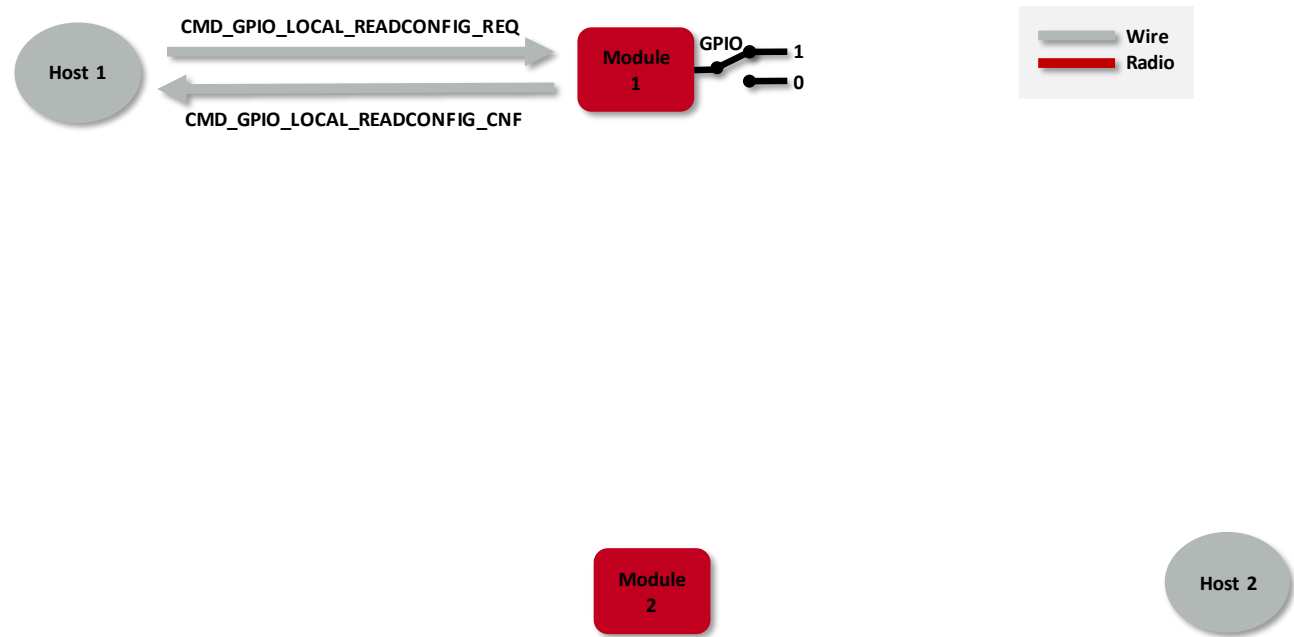 CMD_GPIO_LOCAL_READCONFIG_REQ
Host 1
Module
1
GPIO
1
0
Wire
Radio
CMD_GPIO_LOCAL_READCONFIG_CNF
Module
2
Host 2